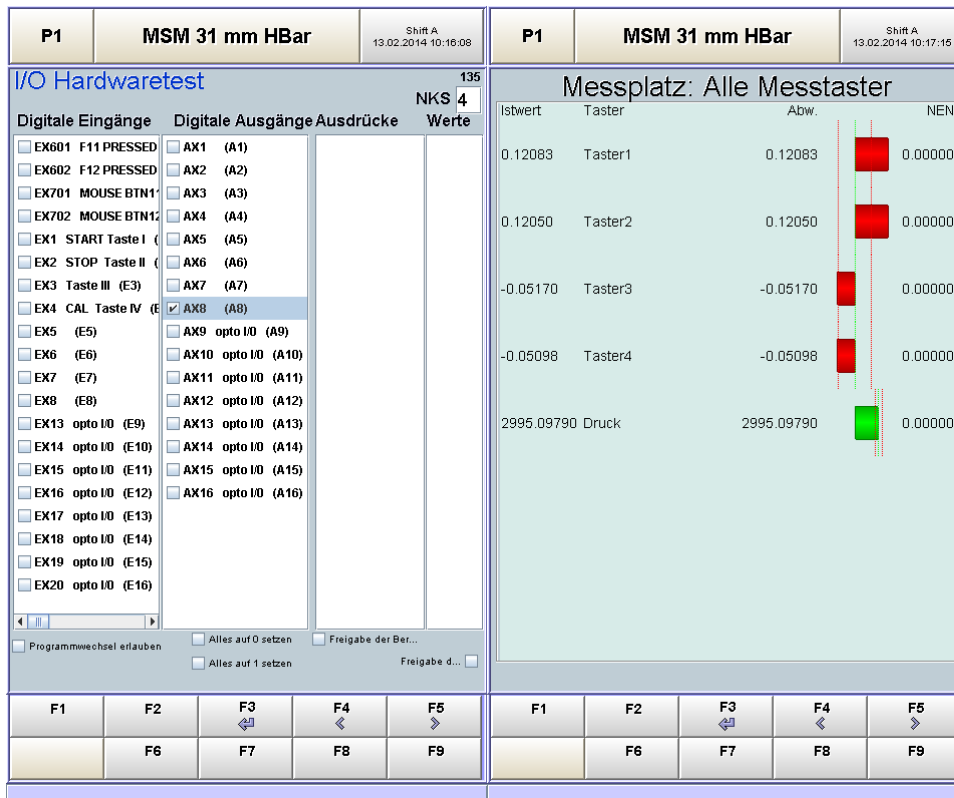 P1
MSM 31 mm HBar
Shift A
13.02.2014 10:16:08
I/O Hardwaretest
135
NKS 4
Digitale Eingänge
Digitale Ausgänge
Ausdrücke
Werte
EX601 F11 PRESSED
EX602 F12 PRESSED
EX701 MOUSE BTN1
EX702 MOUSE BTN12
EX1 START Taste I (
EX2 STOP Taste II (
EX3 Taste III (E3)
EX4 CAL Taste IV (E
EX5 (E5)
EX6 (E6)
EX7 (E7)
EX8 (E8)
EX13 opto I/0 (E9)
EX14 opto I/0 (E10)
EX15 opto I/0 (E11)
EX16 opto I/0 (E12)
EX17 opto I/0 (E13)
EX18 opto I/0 (E14)
EX19 opto I/0 (E15)
EX20 opto I/0 (E16)
AX1 (A1)
AX2 (A2)
AX3 (A3)
AX4 (A4)
AX5 (A5)
AX6 (A6)
AX7 (A7)
AX8 (A8)
AX9 opto I/0 (A9)
AX10 opto I/0 (A10)
AX11 opto I/0 (A11)
AX12 opto I/0 (A12)
AX13 opto I/0 (A13)
AX14 opto I/0 (A14)
AX15 opto I/0 (A15)
AX16 opto I/0 (A16)
Programmwechsel erlauben
Alles auf 0 setzen
Alles auf 1 setzen
Freigabe der Ber...
Freigabe d...
F1 F2 F3 F4 F5
F6 F7 F8 F9
P1
MSM 31 mm HBar
Shift A
13.02.2014 10:17:15
Messplatz: Alle Messtaster
Istwert Taster Abw. NEN
0.12083 Taster1 0.12083 0.00000
0.12050 Taster2 0.12050 0.00000
-0.05170 Taster3 -0.05170 0.00000
-0.05098 Taster4 -0.05098 0.00000
2995.09790 Druck 2995.09790 0.00000
F1 F2 F3 F4 F5
F6 F7 F8 F9